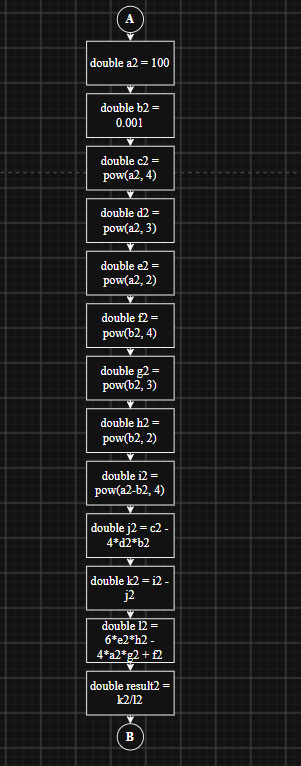 A
double a2 = 100
double b2 =
0.001
double c2 =
pow(a2, 4)
double d2 =
pow(a2, 3)
double e2 =
pow(a2, 2)
double f2 =
pow(b2, 4)
double g2 =
pow(b2, 3)
double h2 =
pow(b2, 2)
double i2 =
pow(a2-b2, 4)
double j2 = c2 -
4*d2*b2
double k2 = i2 -
j2
double l2 =
6*e2*h2 -
4*a2*g2 + f2
double result2 =
k2/l2
B